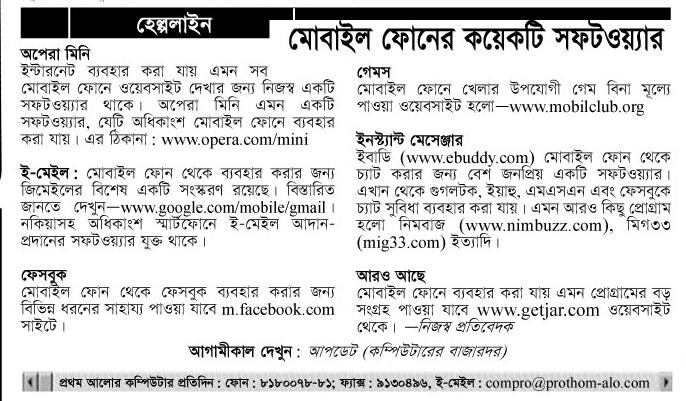 হেল্পলাইন
মোবাইল ফোনের কয়েকটি সফটওয়্যার
অপেরা মিনি
ইন্টারনেট ব্যবহার করা যায় এমন সব
মোবাইল ফোনে ওয়েবসাইট দেখার জন্য নিজস্ব একটি
সফটওয়্যার থাকে। অপেরা মিনি এমন একটি
সফটওয়্যার, যেটি অধিকাংশ মোবাইল ফোনে ব্যবহার
করা যায়। এর ঠিকানা : www.opera.com/mini
ই-মেইল : মোবাইল ফোন থেকে ব্যবহার করার জন্য
জিমেইলের বিশেষ একটি সংস্করণ রয়েছে। বিস্তারিত
জানতে দেখুন—www.google.com/mobile/gmail।
নকিয়াসহ অধিকাংশ স্মার্টফোনে ই-মেইল আদান-
প্রদানের সফটওয়্যার যুক্ত থাকে।
ফেসবুক
মোবাইল ফোন থেকে ফেসবুক ব্যবহার করার জন্য
বিভিন্ন ধরনের সাহায্য পাওয়া যাবে m.facebook.com
সাইটে।
গেমস
মোবাইল ফোনে খেলার উপযোগী গেম বিনা মূল্যে
পাওয়া ওয়েবসাইট হলো—www.mobilclub.org
ইনস্ট্যান্ট মেসেঞ্জার
ইবাডি (www.ebuddy.com) মোবাইল ফোন থেকে
চ্যাট করার জন্য বেশ জনপ্রিয় একটি সফটওয়্যার।
এখান থেকে গুগলটক, ইয়াহু, এমএসএন এবং ফেসবুকে
চ্যাট সুবিধা ব্যবহার করা যায়। এমন আরও কিছু প্রোগ্রাম
হলো নিমবাজ (www.nimbuzz.com), মিগ৩৩
(mig33.com) ইত্যাদি।
আরও আছে
মোবাইল ফোনে ব্যবহার করা যায় এমন প্রোগ্রামের বড়
সংগ্রহ পাওয়া যাবে www.getjar.com ওয়েবসাইট
থেকে। —নিজস্ব প্রতিবেদক
আগামীকাল দেখুন : আপডেট (কম্পিউটারের বাজারদর)
প্রথম আলোর কম্পিউটার প্রতিদিন : ফোন : ৮১৮০০৭৮-৮১; ফ্যাক্স : ৯১৩০৪৯৬, ই-মেইল : compro@prothom-alo.com